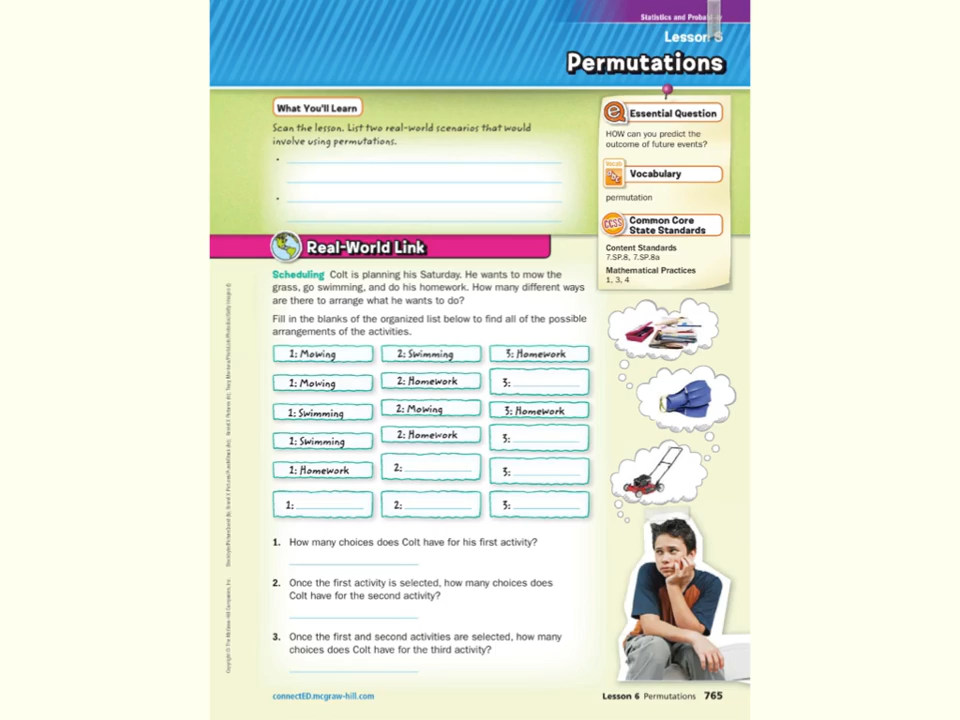 Statistics and Probability
Lesson 6
Permutations
What You'll Learn
Scan the lesson. List two real-world scenarios that would
involve using permutations.
Essential Question
HOW can you predict the
outcome of future events?
Vocab
abc
Vocabulary
permutation
CCSS
Common Core
State Standards
Content Standards
7.SP.8, 7.SP.8a
Mathematical Practices
1, 3, 4
Real-World Link
Scheduling Colt is planning his Saturday. He wants to mow the
grass, go swimming, and do his homework. How many different ways
are there to arrange what he wants to do?
Fill in the blanks of the organized list below to find all of the possible
arrangements of the activities.
1: Mowing 2: Swimming 3: Homework
1: Mowing 2: Homework 3:
1: Swimming 2: Mowing 3: Homework
1: Swimming 2: Homework 3:
1: Homework 2: 3:
1: 2: 3:
1. How many choices does Colt have for his first activity?
2. Once the first activity is selected, how many choices does
Colt have for the second activity?
3. Once the first and second activities are selected, how many
choices does Colt have for the third activity?
connectED.mcgraw-hill.com
Lesson 6 Permutations 765
Copyright © The McGraw-Hill Companies, Inc.